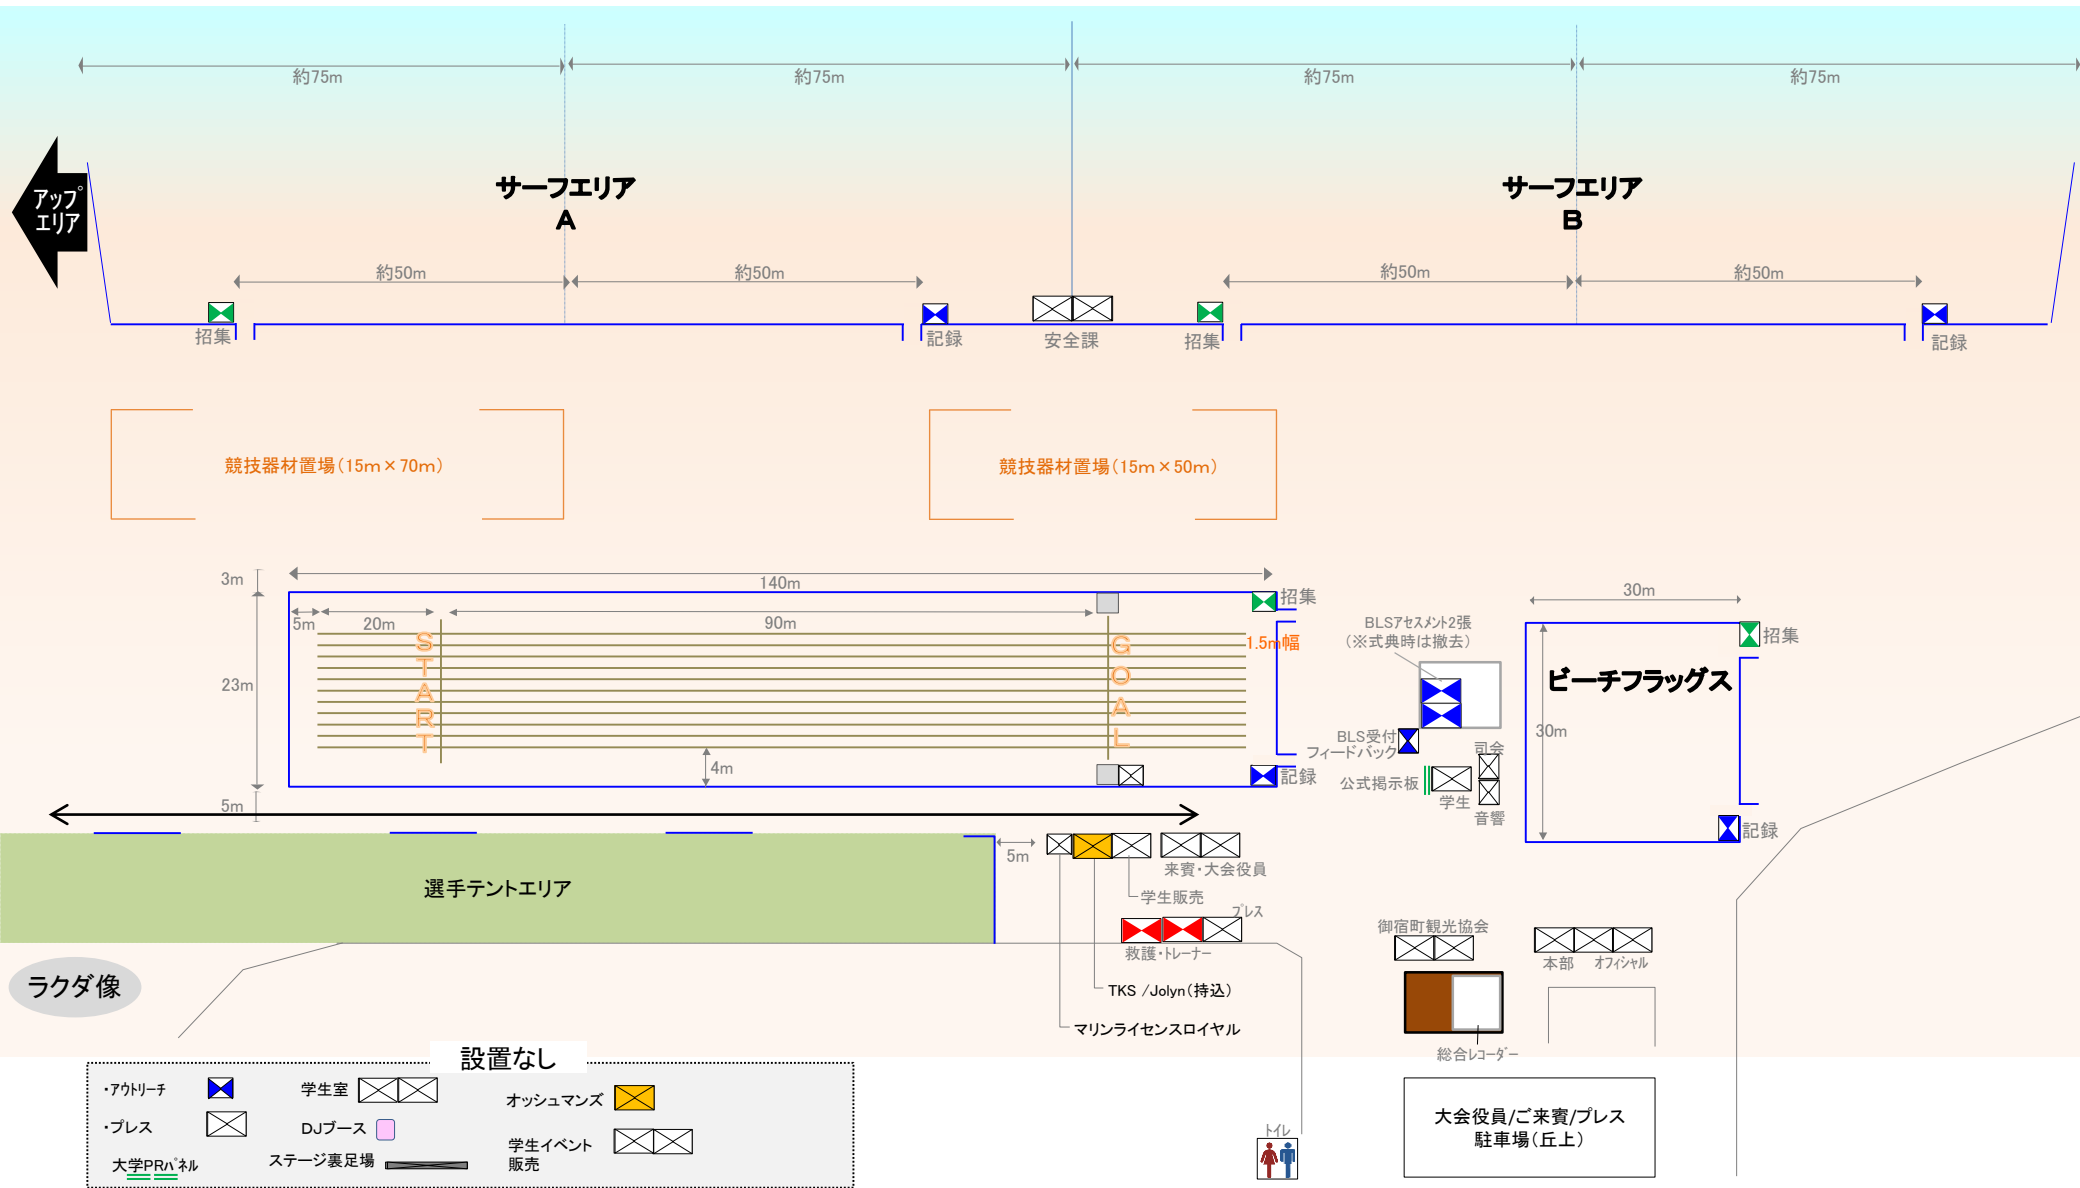 約75m
約75m
約75m
約75m
アップ
エリア
サーフエリア
A
サーフエリア
B
約50m
約50m
約50m
約50m
招集
記録
安全課
招集
記録
競技器材置場(15m×70m)
競技器材置場(15m×50m)
3m
140m
招集
30m
5m
20m
90m
START
GOAL
1.5m幅
BLSアセスメント2張
(※式典時は撤去)
招集
23m
ビーチフラッグス
30m
BLS受付
フィードバック
司会
4m
記録
公式掲示板
学生
音響
5m
記録
5m
選手テントエリア
来賓・大会役員
学生販売
プレス
救護・トレーナー
御宿町観光協会
本部
オフィシャル
ラクダ像
TKS /Jolyn(持込)
マリンライセンスロイヤル
総合レコーダー
設置なし
・アウトリーチ
学生室
オッシュマンズ
・プレス
DJブース
学生イベント
販売
大学PRパネル
ステージ裏足場
トイレ
大会役員/ご来賓/プレス
駐車場(丘上)